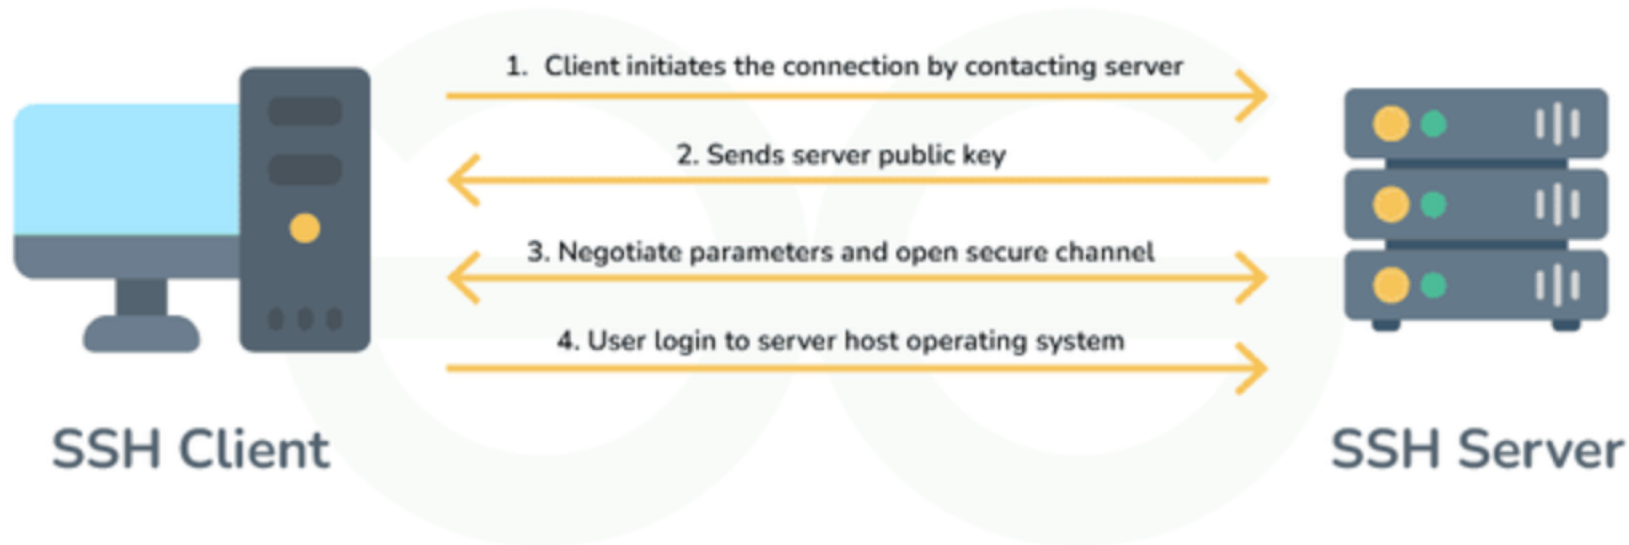 1. Client initiates the connection by contacting server
2. Sends server public key
3. Negotiate parameters and open secure channel
4. User login to server host operating system
SSH Client
SSH Server